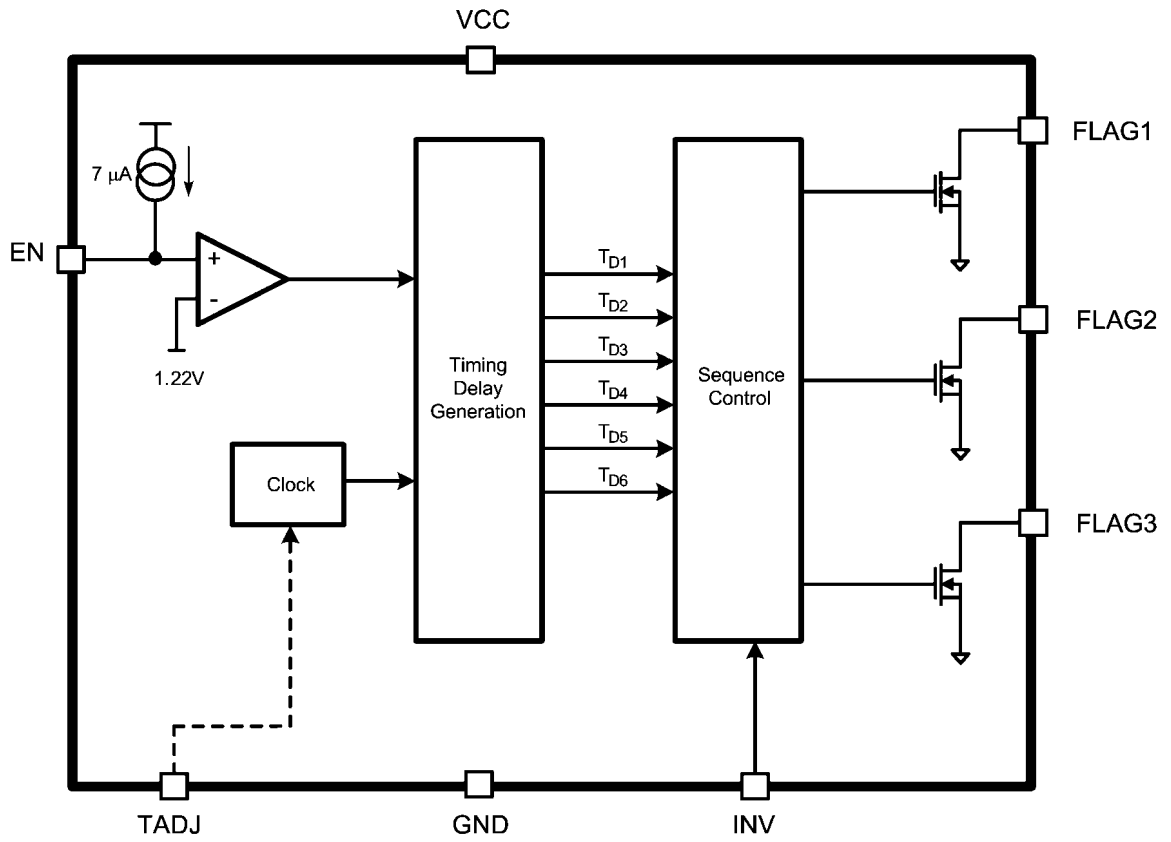 VCC
FLAG1
7 µA
EN
+
-
1.22V
TD1
TD2
TD3
TD4
TD5
TD6
Timing
Delay
Generation
Sequence
Control
FLAG2
Clock
FLAG3
TADJ
GND
INV